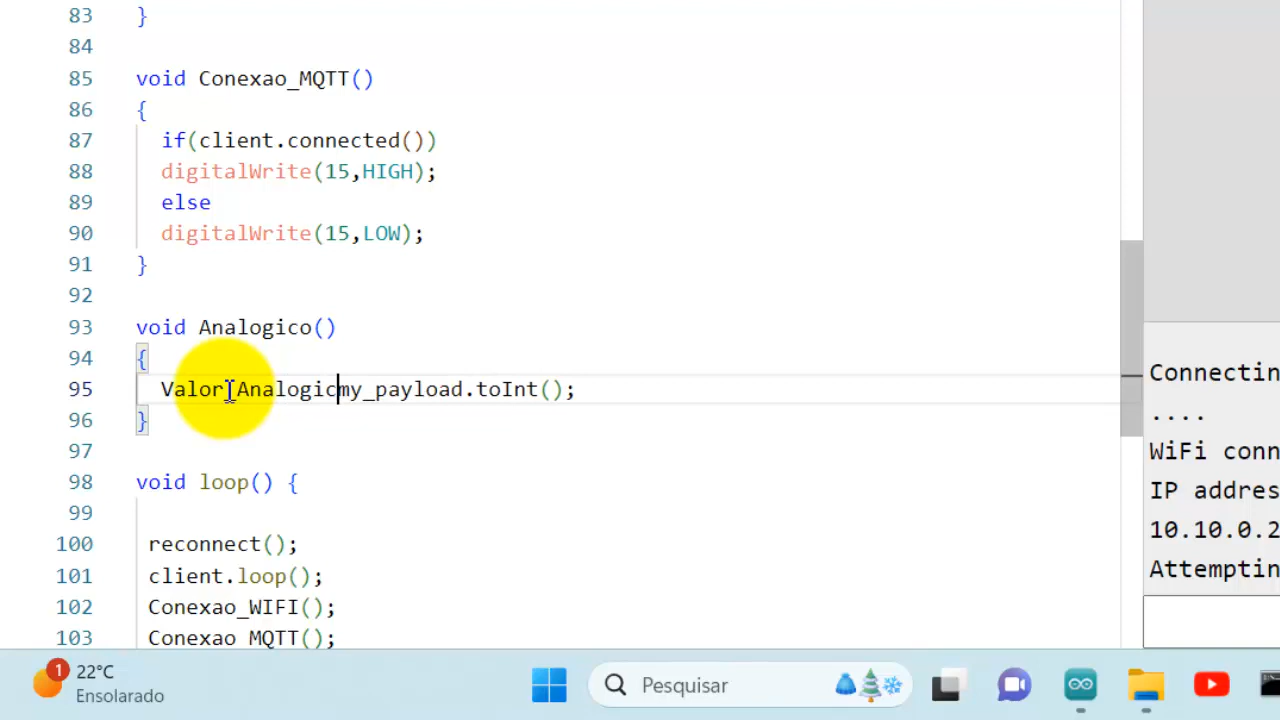 83 }
84
85 void Conexao_MQTT()
86 {
87 if(client.connected())
88 digitalWrite(15,HIGH);
89 else
90 digitalWrite(15,LOW);
91 }
92
93 void Analogico()
94 {
95 Valor_Analogicmy_payload.toInt();
96 }
97
98 void loop() {
99
100 reconnect();
101 client.loop();
102 Conexao_WIFI();
103 Conexao_MQTT();
Connectin
....
WiFi conn
IP addres
10.10.0.2
Attemptin
1
22°C
Ensolarado
Pesquisar